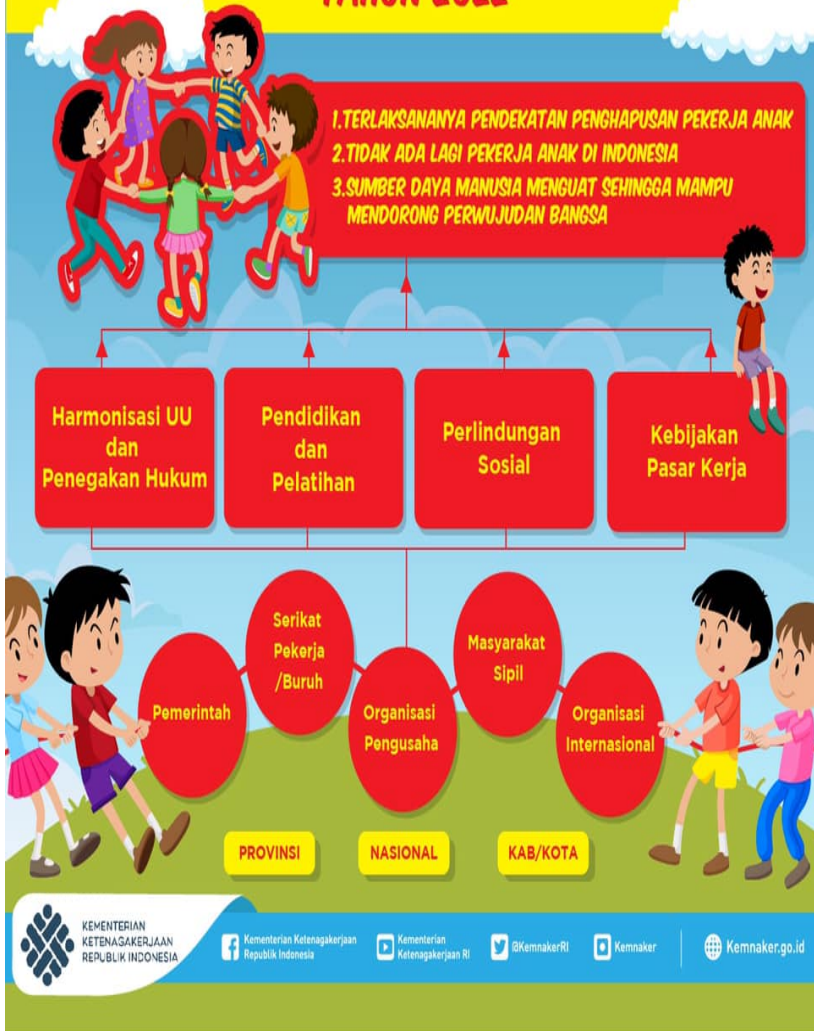 TAHUN 2022
1.TERLAKSANANYA PENDEKATAN PENGHAPUSAN PEKERJA ANAK
2.TIDAK ADA LAGI PEKERJA ANAK DI INDONESIA
3.SUMBER DAYA MANUSIA MENGUAT SEHINGGA MAMPU
MENDORONG PERWUJUDAN BANGSA
Harmonisasi UU
dan
Penegakan Hukum
Pendidikan
dan
Pelatihan
Perlindungan
Sosial
Kebijakan
Pasar Kerja
Pemerintah
Serikat
Pekerja
/Buruh
Organisasi
Pengusaha
Masyarakat
Sipil
Organisasi
Internasional
PROVINSI
NASIONAL
KAB/KOTA
KEMENTERIAN
KETENAGAKERJAAN
REPUBLIK INDONESIA
Kementerian Ketenagakerjaan
Republik Indonesia
Kementerian
Ketenagakerjaan RI
@KemnakerRI
Kemnaker
Kemnaker.go.id